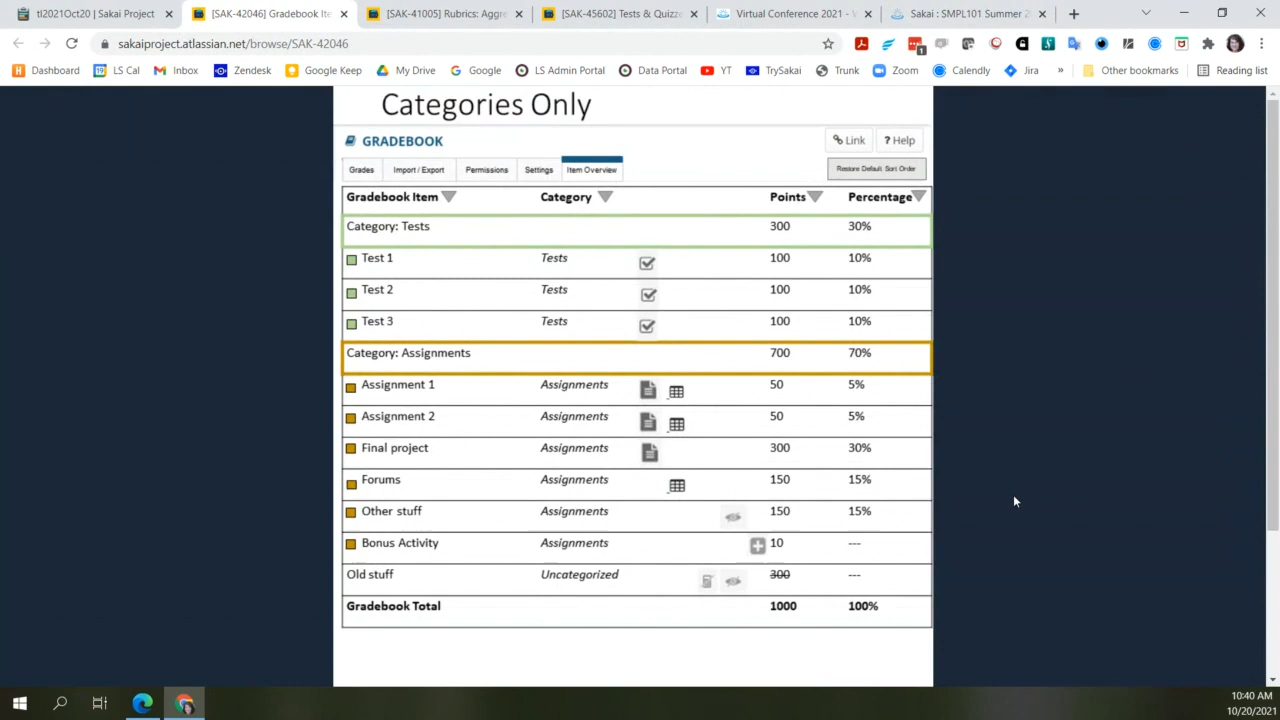 tl2021Oct20 | Sakai Project
[SAK-42046] Gradebook Item
[SAK-41005] Rubrics: Aggre
[SAK-45602] Tests & Quizze
Virtual Conference 2021 - V
Sakai : SMPL101 Summer 2
sakaiproject.atlassian.net/browse/SAK-42046
1
Dashboard
19 LS Cal
Inbox
Zendesk
Google Keep
My Drive
Google
LS Admin Portal
Data Portal
YT
TrySakai
Trunk
Zoom
Calendly
Jira
»
Other bookmarks
Reading list
Categories Only
GRADEBOOK
Link
? Help
Grades
Import / Export
Permissions
Settings
Item Overview
Restore Default Sort Order
Gradebook Item Category Points Percentage
Category: Tests 300 30%
Test 1 Tests 100 10%
Test 2 Tests 100 10%
Test 3 Tests 100 10%
Category: Assignments 700 70%
Assignment 1 Assignments 50 5%
Assignment 2 Assignments 50 5%
Final project Assignments 300 30%
Forums Assignments 150 15%
Other stuff Assignments 150 15%
Bonus Activity Assignments 10 ---
Old stuff Uncategorized 300 ---
Gradebook Total 1000 100%
10:40 AM
10/20/2021